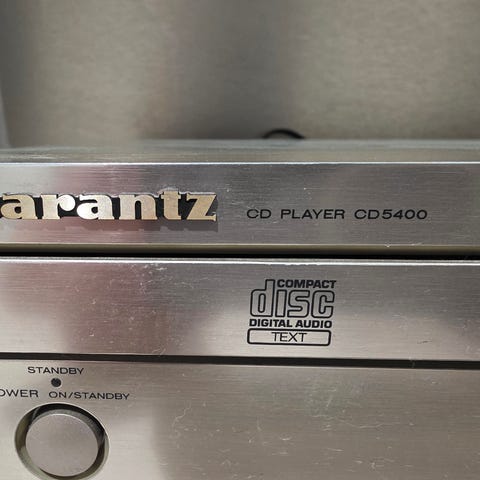 arantz
CD PLAYER CD5400
COMPACT
disc
DIGITAL AUDIO
TEXT
STANDBY
OWER ON/STANDBY